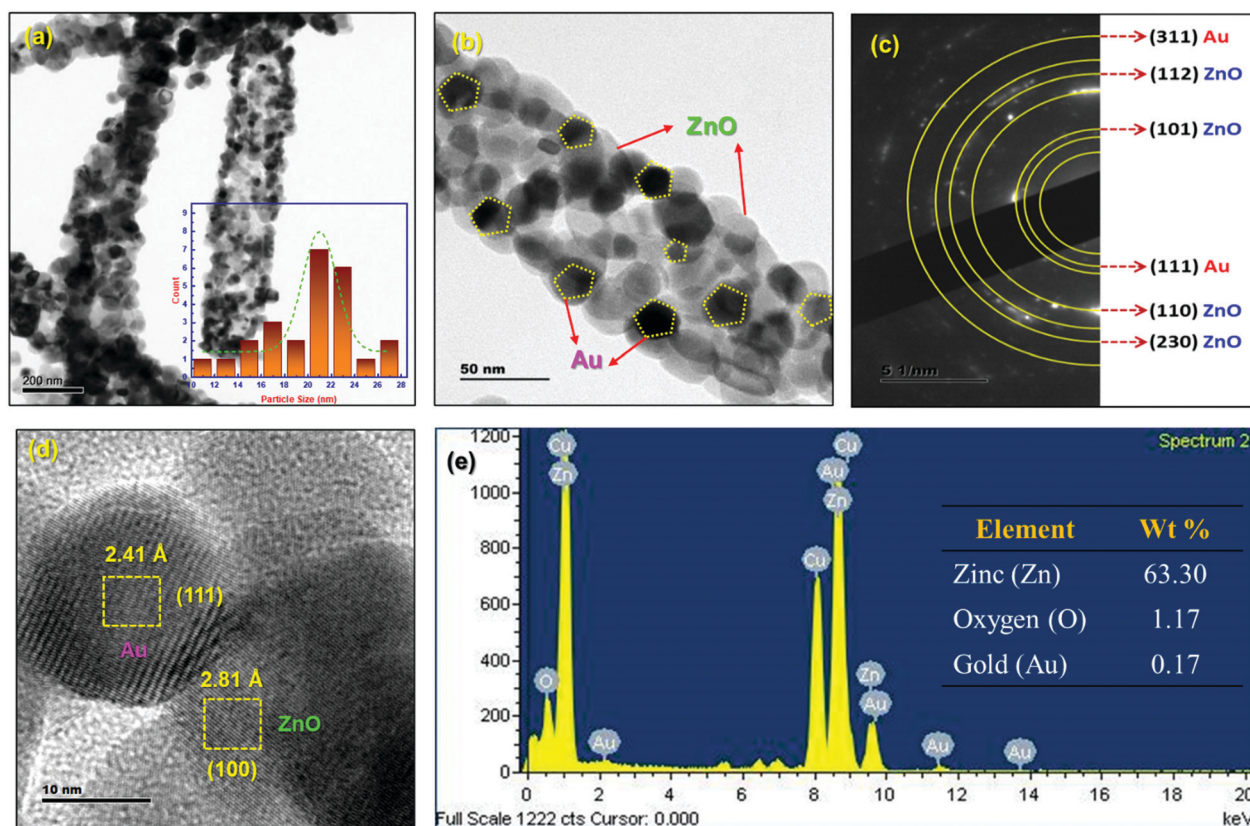 (a)
9
8
7
6
5
4
3
2
1
0
Count
10 12 14 16 18 20 22 24 26 28
Particle Size (nm)
200 nm
(b)
ZnO
Au
50 nm
(c)
(311) Au
(112) ZnO
(101) ZnO
(111) Au
(110) ZnO
(230) ZnO
5 1/nm
(d)
2.41 Å
(111)
Au
2.81 Å
ZnO
(100)
10 nm
(e)
Spectrum 2
1200
1000
800
600
400
200
0
Cu
Zn
O
Au
Cu
Au
Zn
Cu
Zn
Au
Au
Au
Element Wt %
Zinc (Zn) 63.30
Oxygen (O) 1.17
Gold (Au) 0.17
0 2 4 6 8 10 12 14 16 18 20
Full Scale 1222 cts Cursor: 0.000 keV